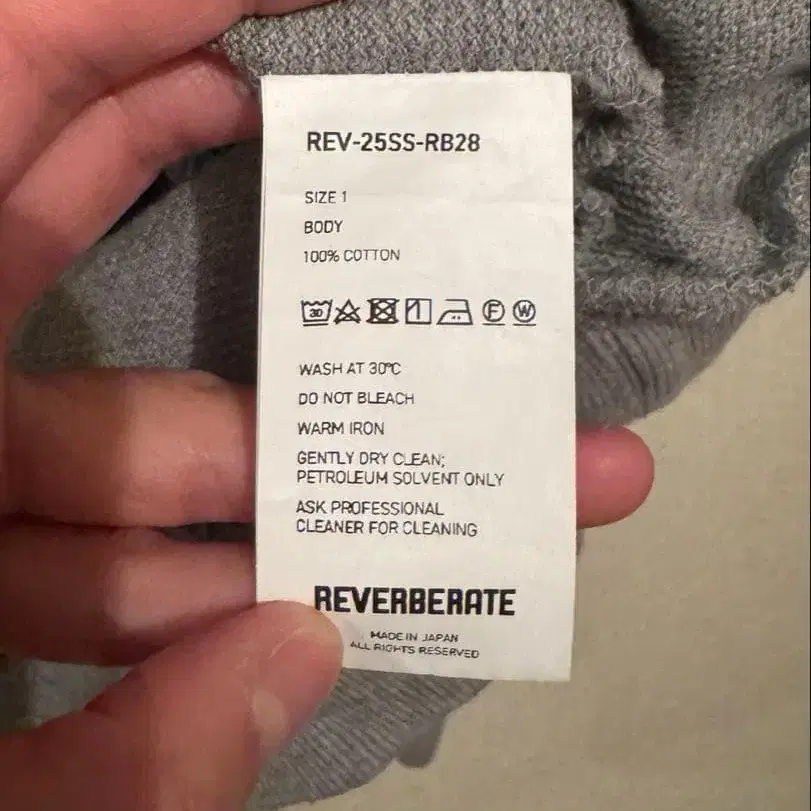 REV-25SS-RB28
SIZE 1
BODY
100% COTTON
30 F W
WASH AT 30℃
DO NOT BLEACH
WARM IRON
GENTLY DRY CLEAN;
PETROLEUM SOLVENT ONLY
ASK PROFESSIONAL
CLEANER FOR CLEANING
REVERBERATE
MADE IN JAPAN
ALL RIGHTS RESERVED